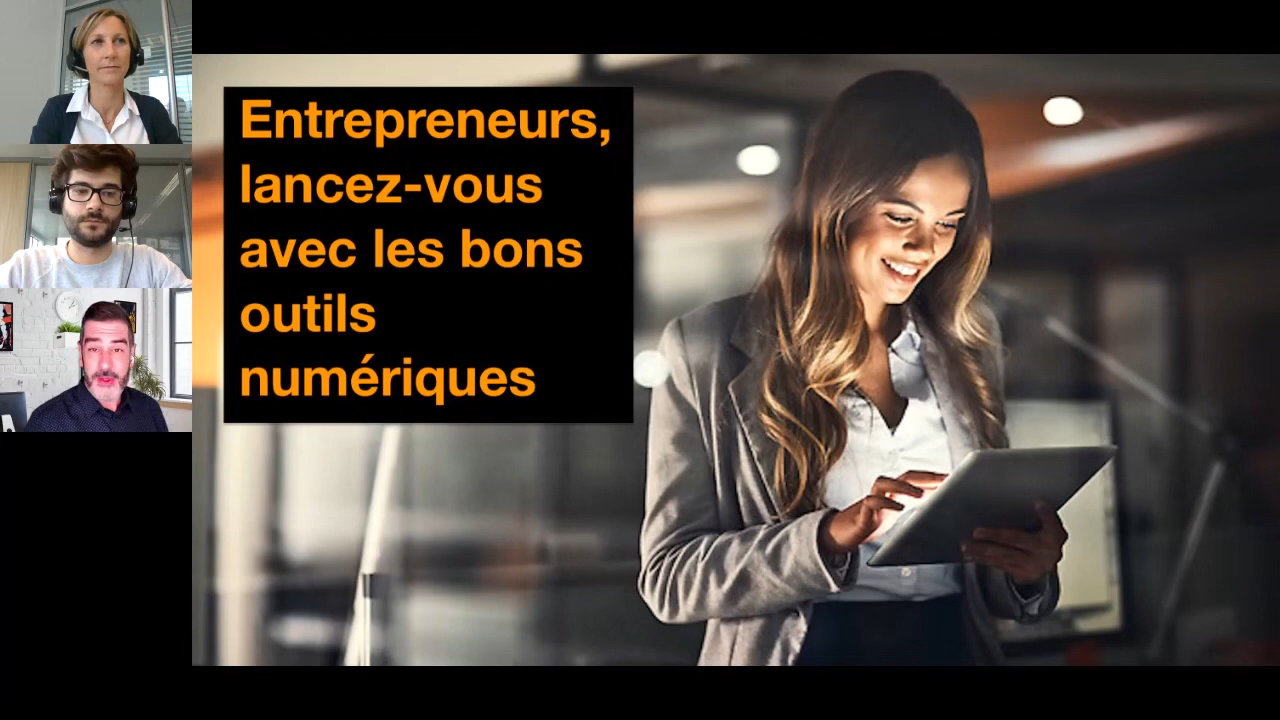 Entrepreneurs,
lancez-vous
avec les bons
outils
numériques